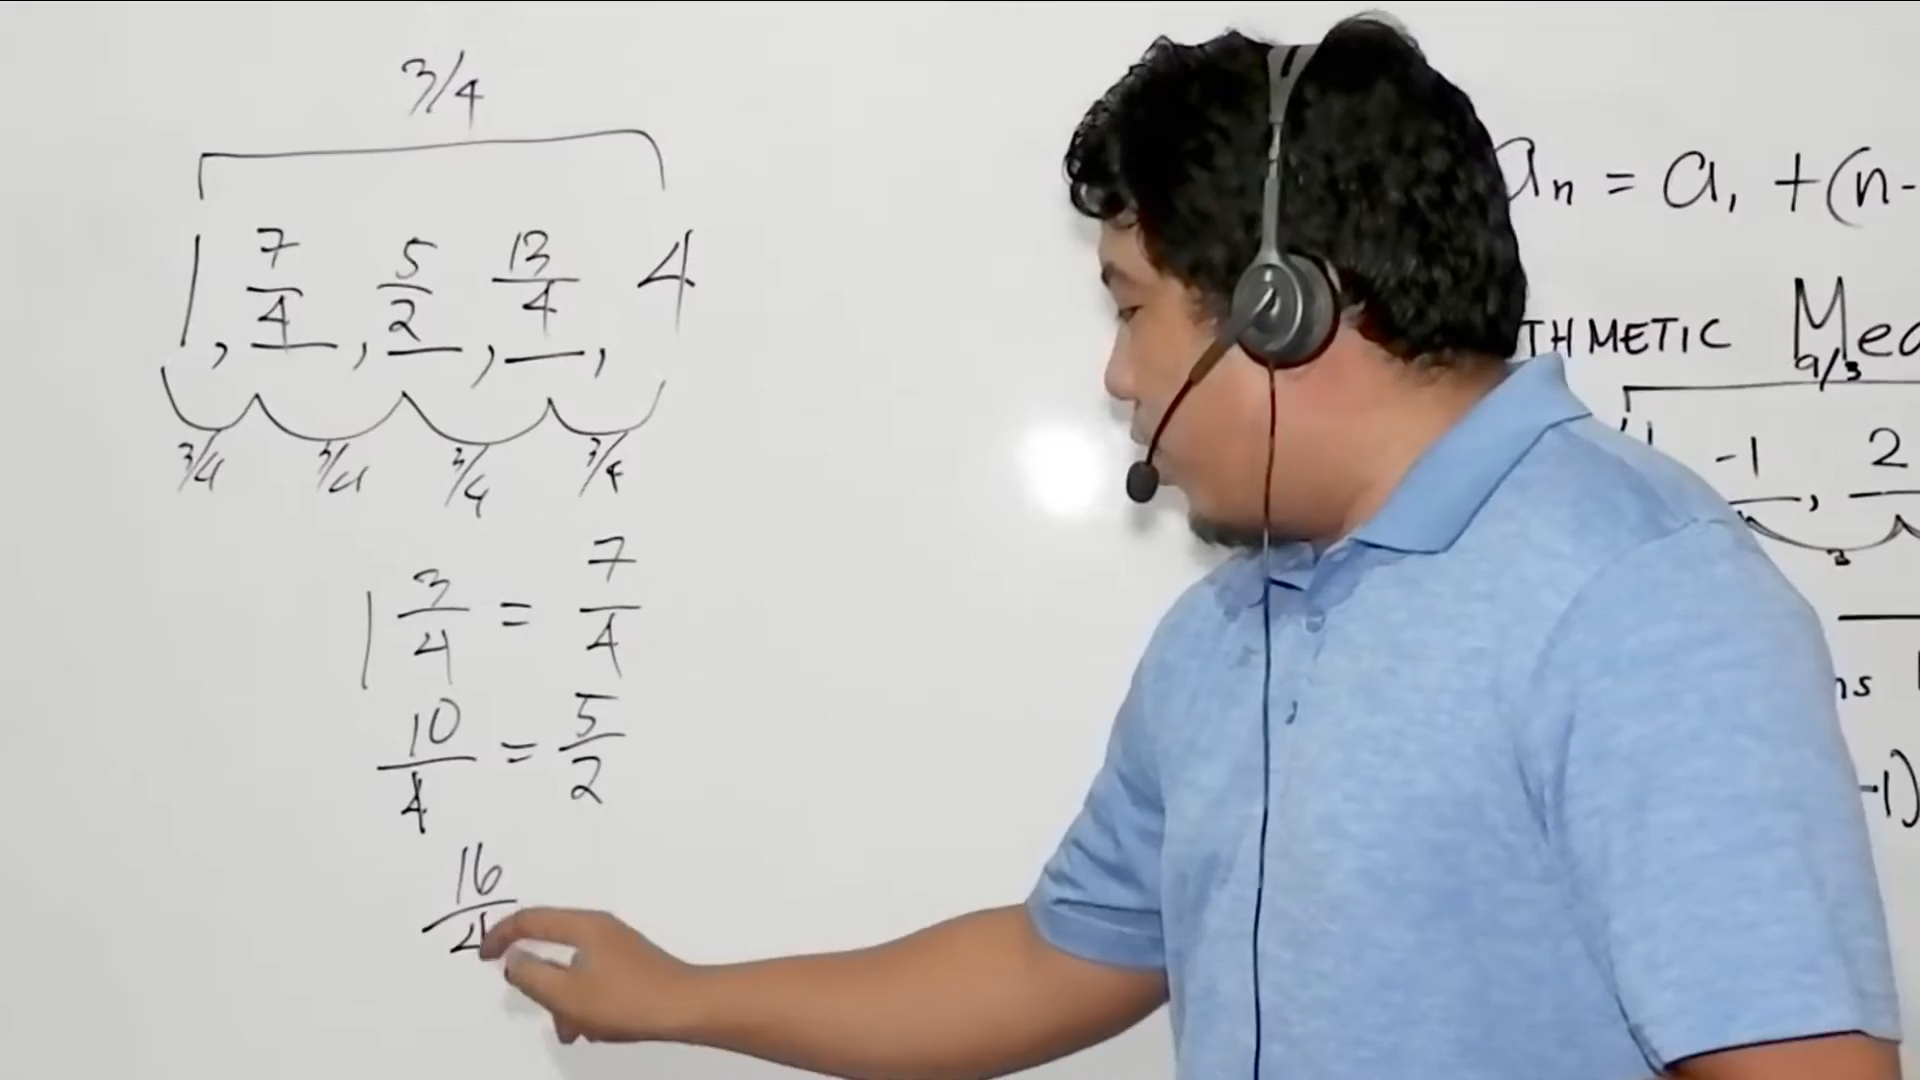 3/4
1, 7/4, 5/2, 13/4, 4
3/4 3/4 3/4 3/4
1 3/4 = 7/4
10/4 = 5/2
16/4
an = a1 + (n-
THMETIC Mea
9/3
-1, 2
3
ns
-1)